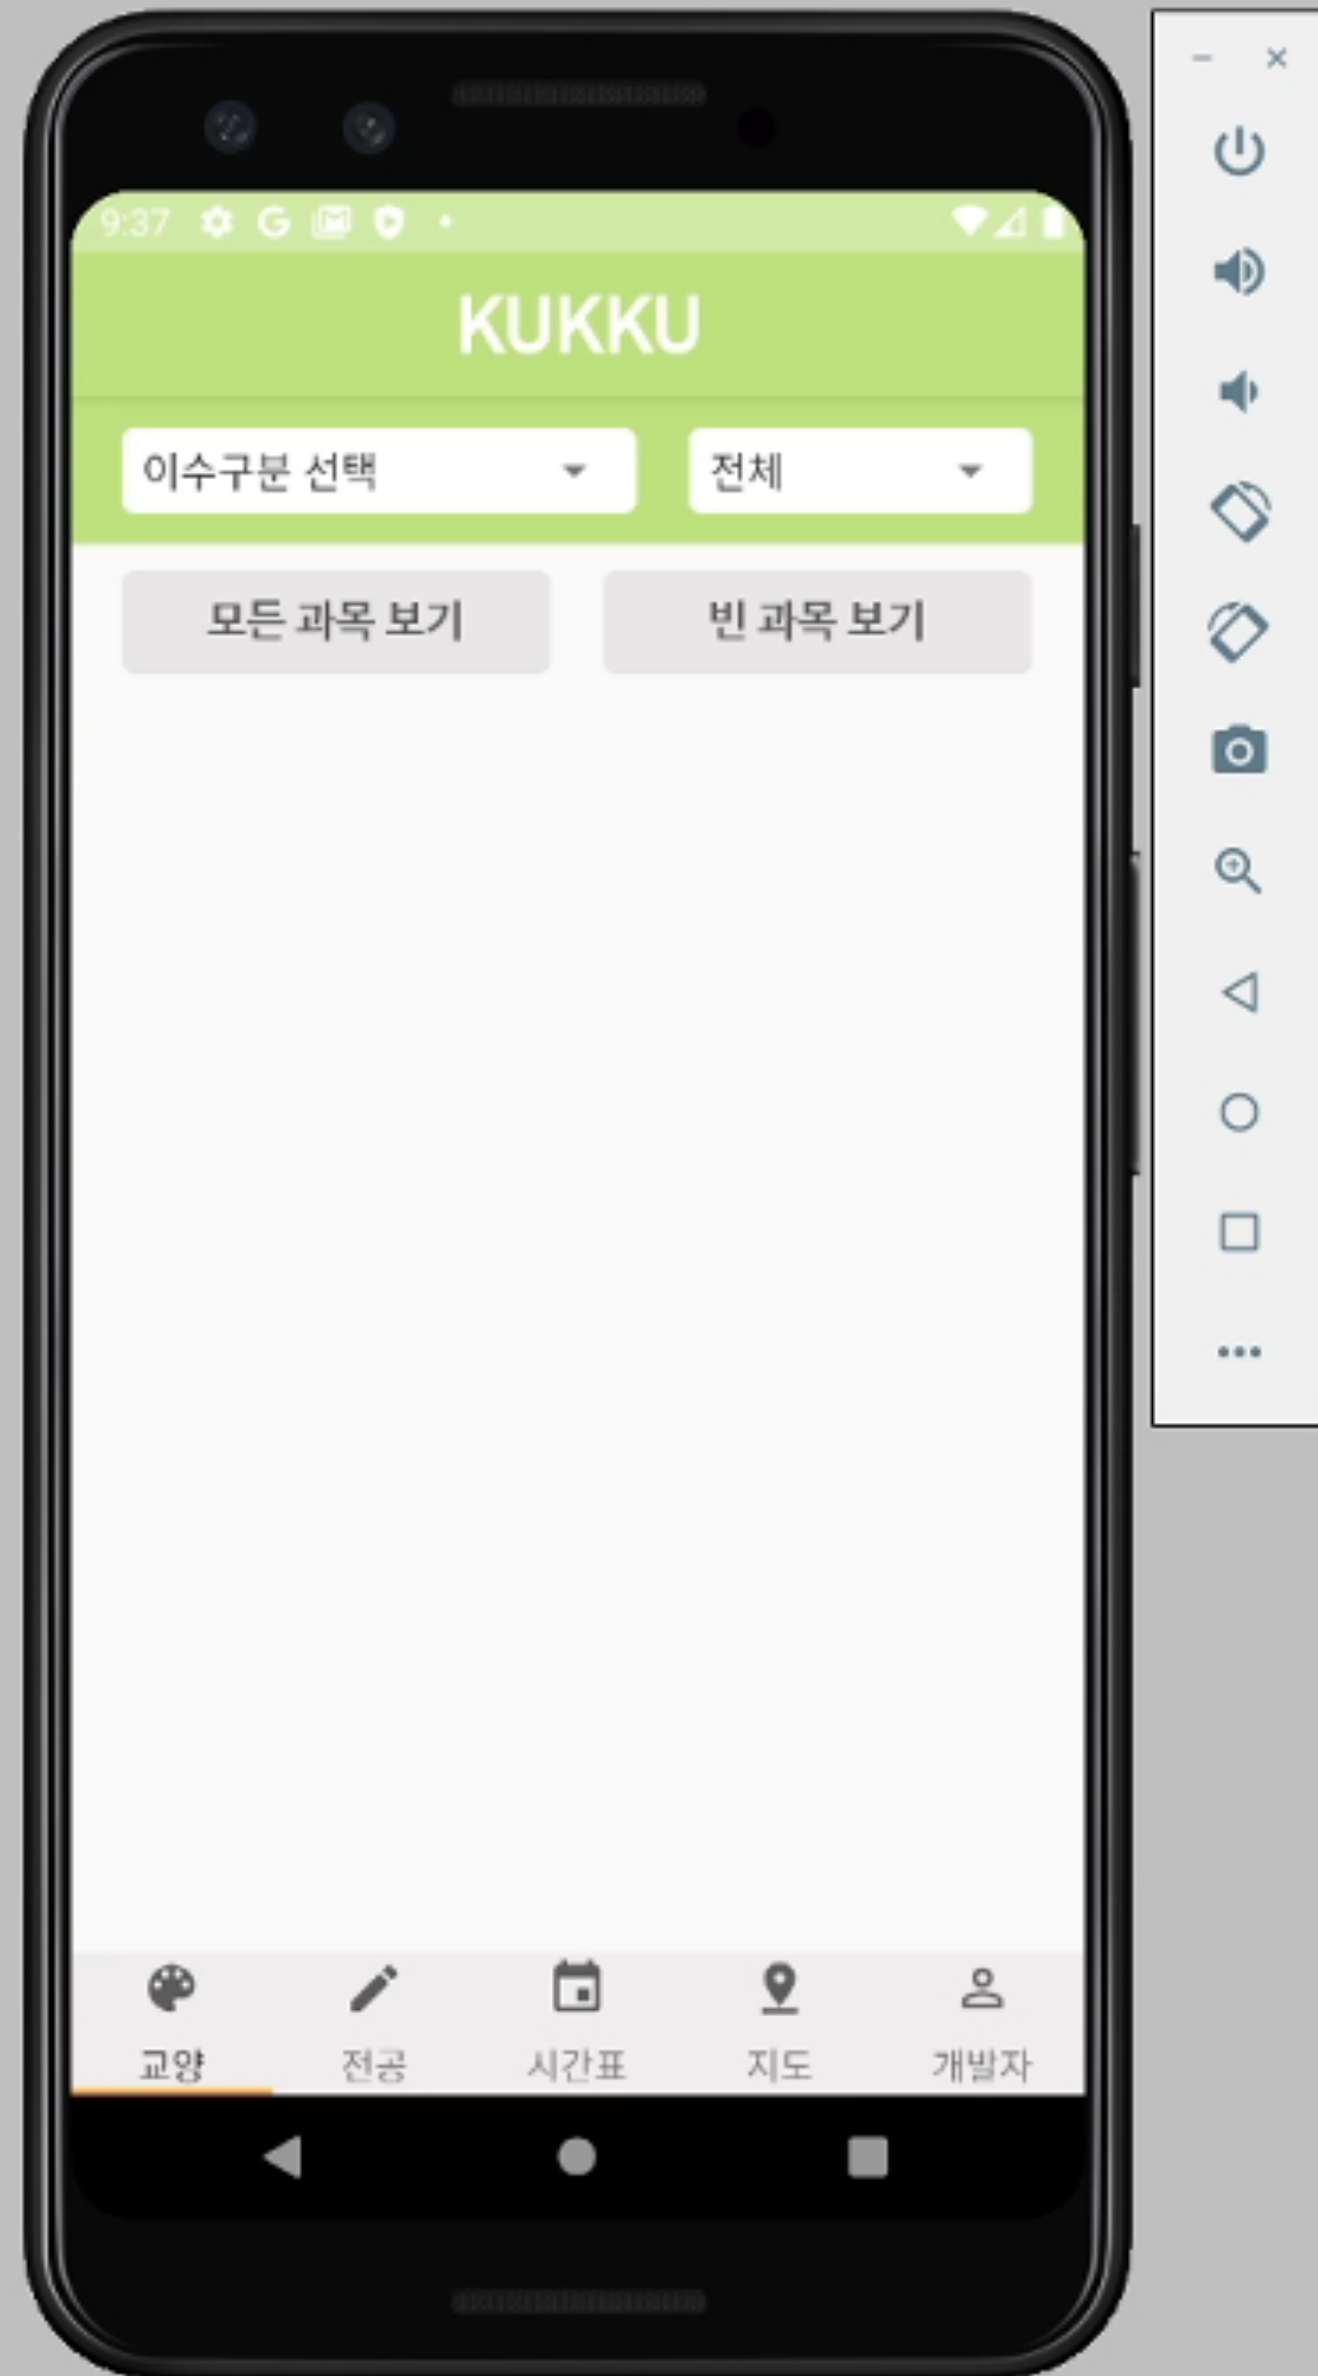 9:37
KUKKU
이수구분 선택
전체
모든 과목 보기
빈 과목 보기
교양
전공
시간표
지도
개발자